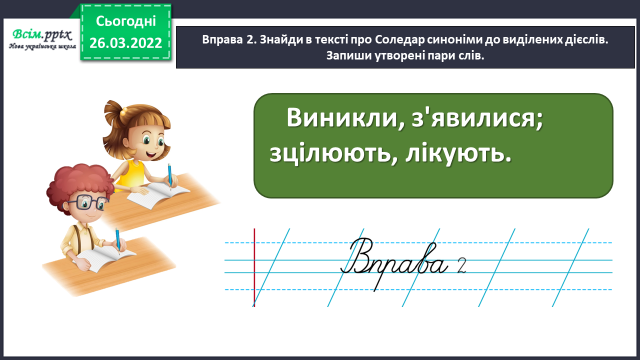 Всім.pptx
Нова українська школа
Сьогодні
26.03.2022
Вправа 2. Знайди в тексті про Соледар синоніми до виділених дієслів.
Запиши утворені пари слів.
Виникли, з'явилися;
зцілюють, лікують.
Вправа 2